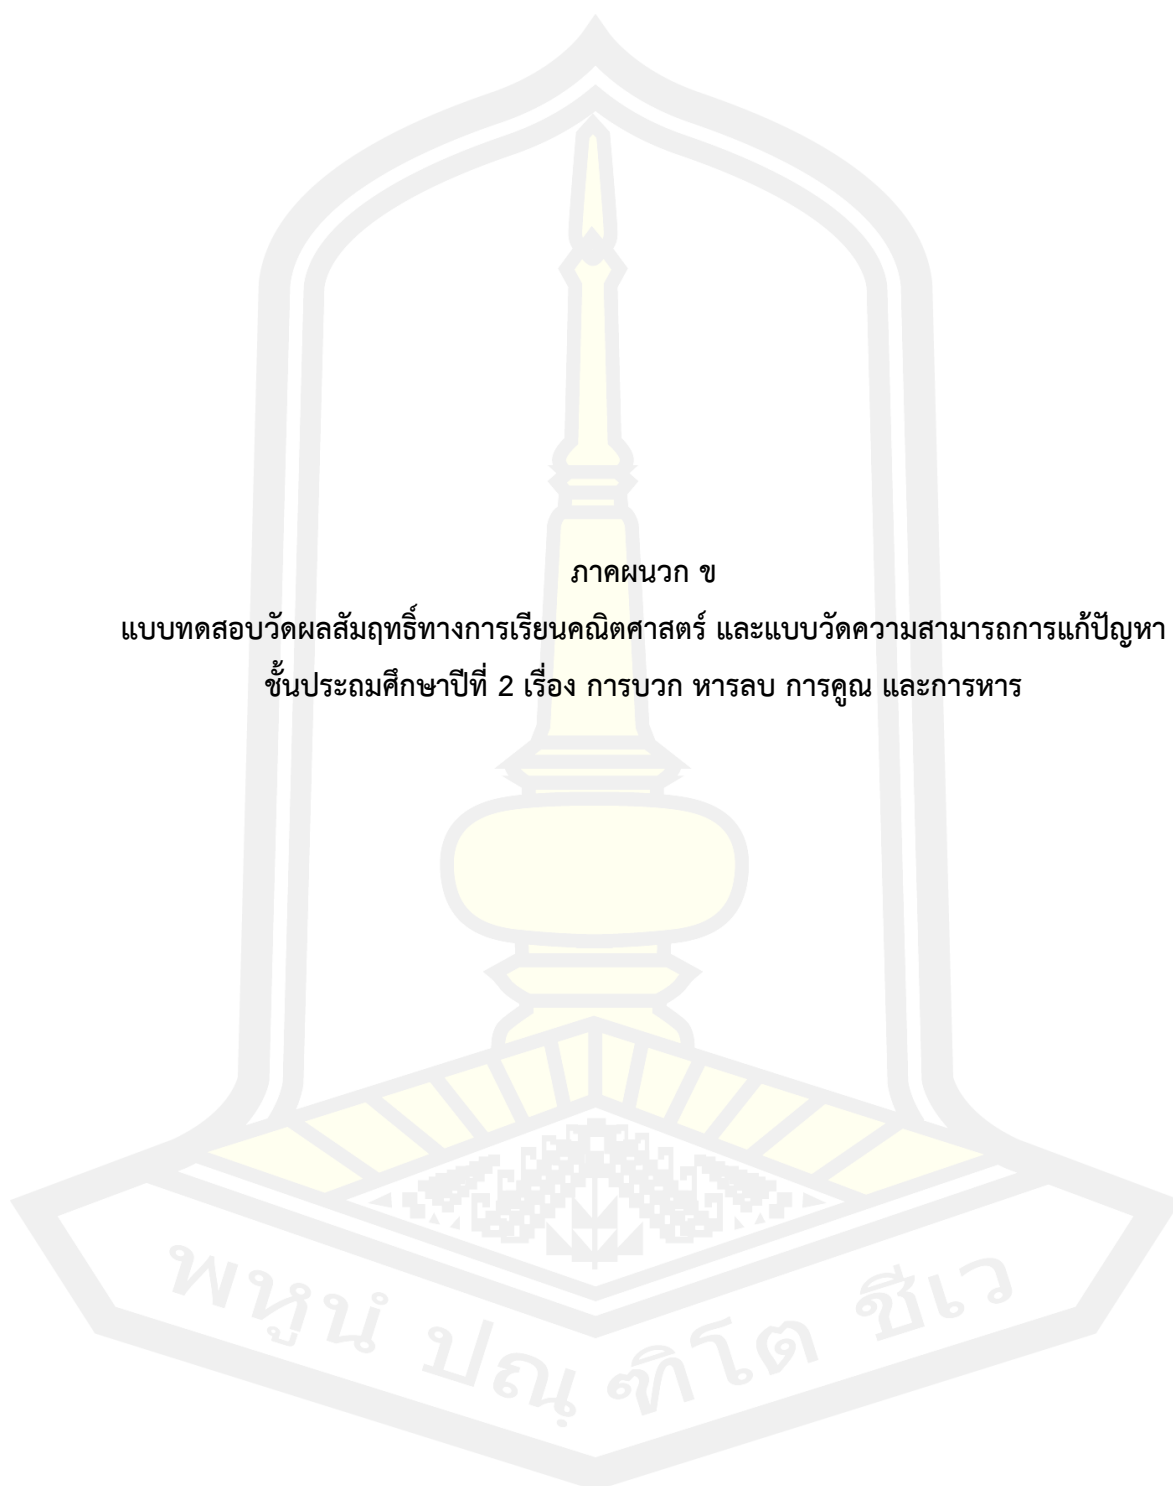 ภาคผนวก ข
แบบทดสอบวัดผลสัมฤทธิ์ทางการเรียนคณิตศาสตร์ และแบบวัดความสามารถการแก้ปัญหา
ชั้นประถมศึกษาปีที่ 2 เรื่อง การบวก หารลบ การคูณ และการหาร
พหูนํ ปณฺฑิโต ชีเว